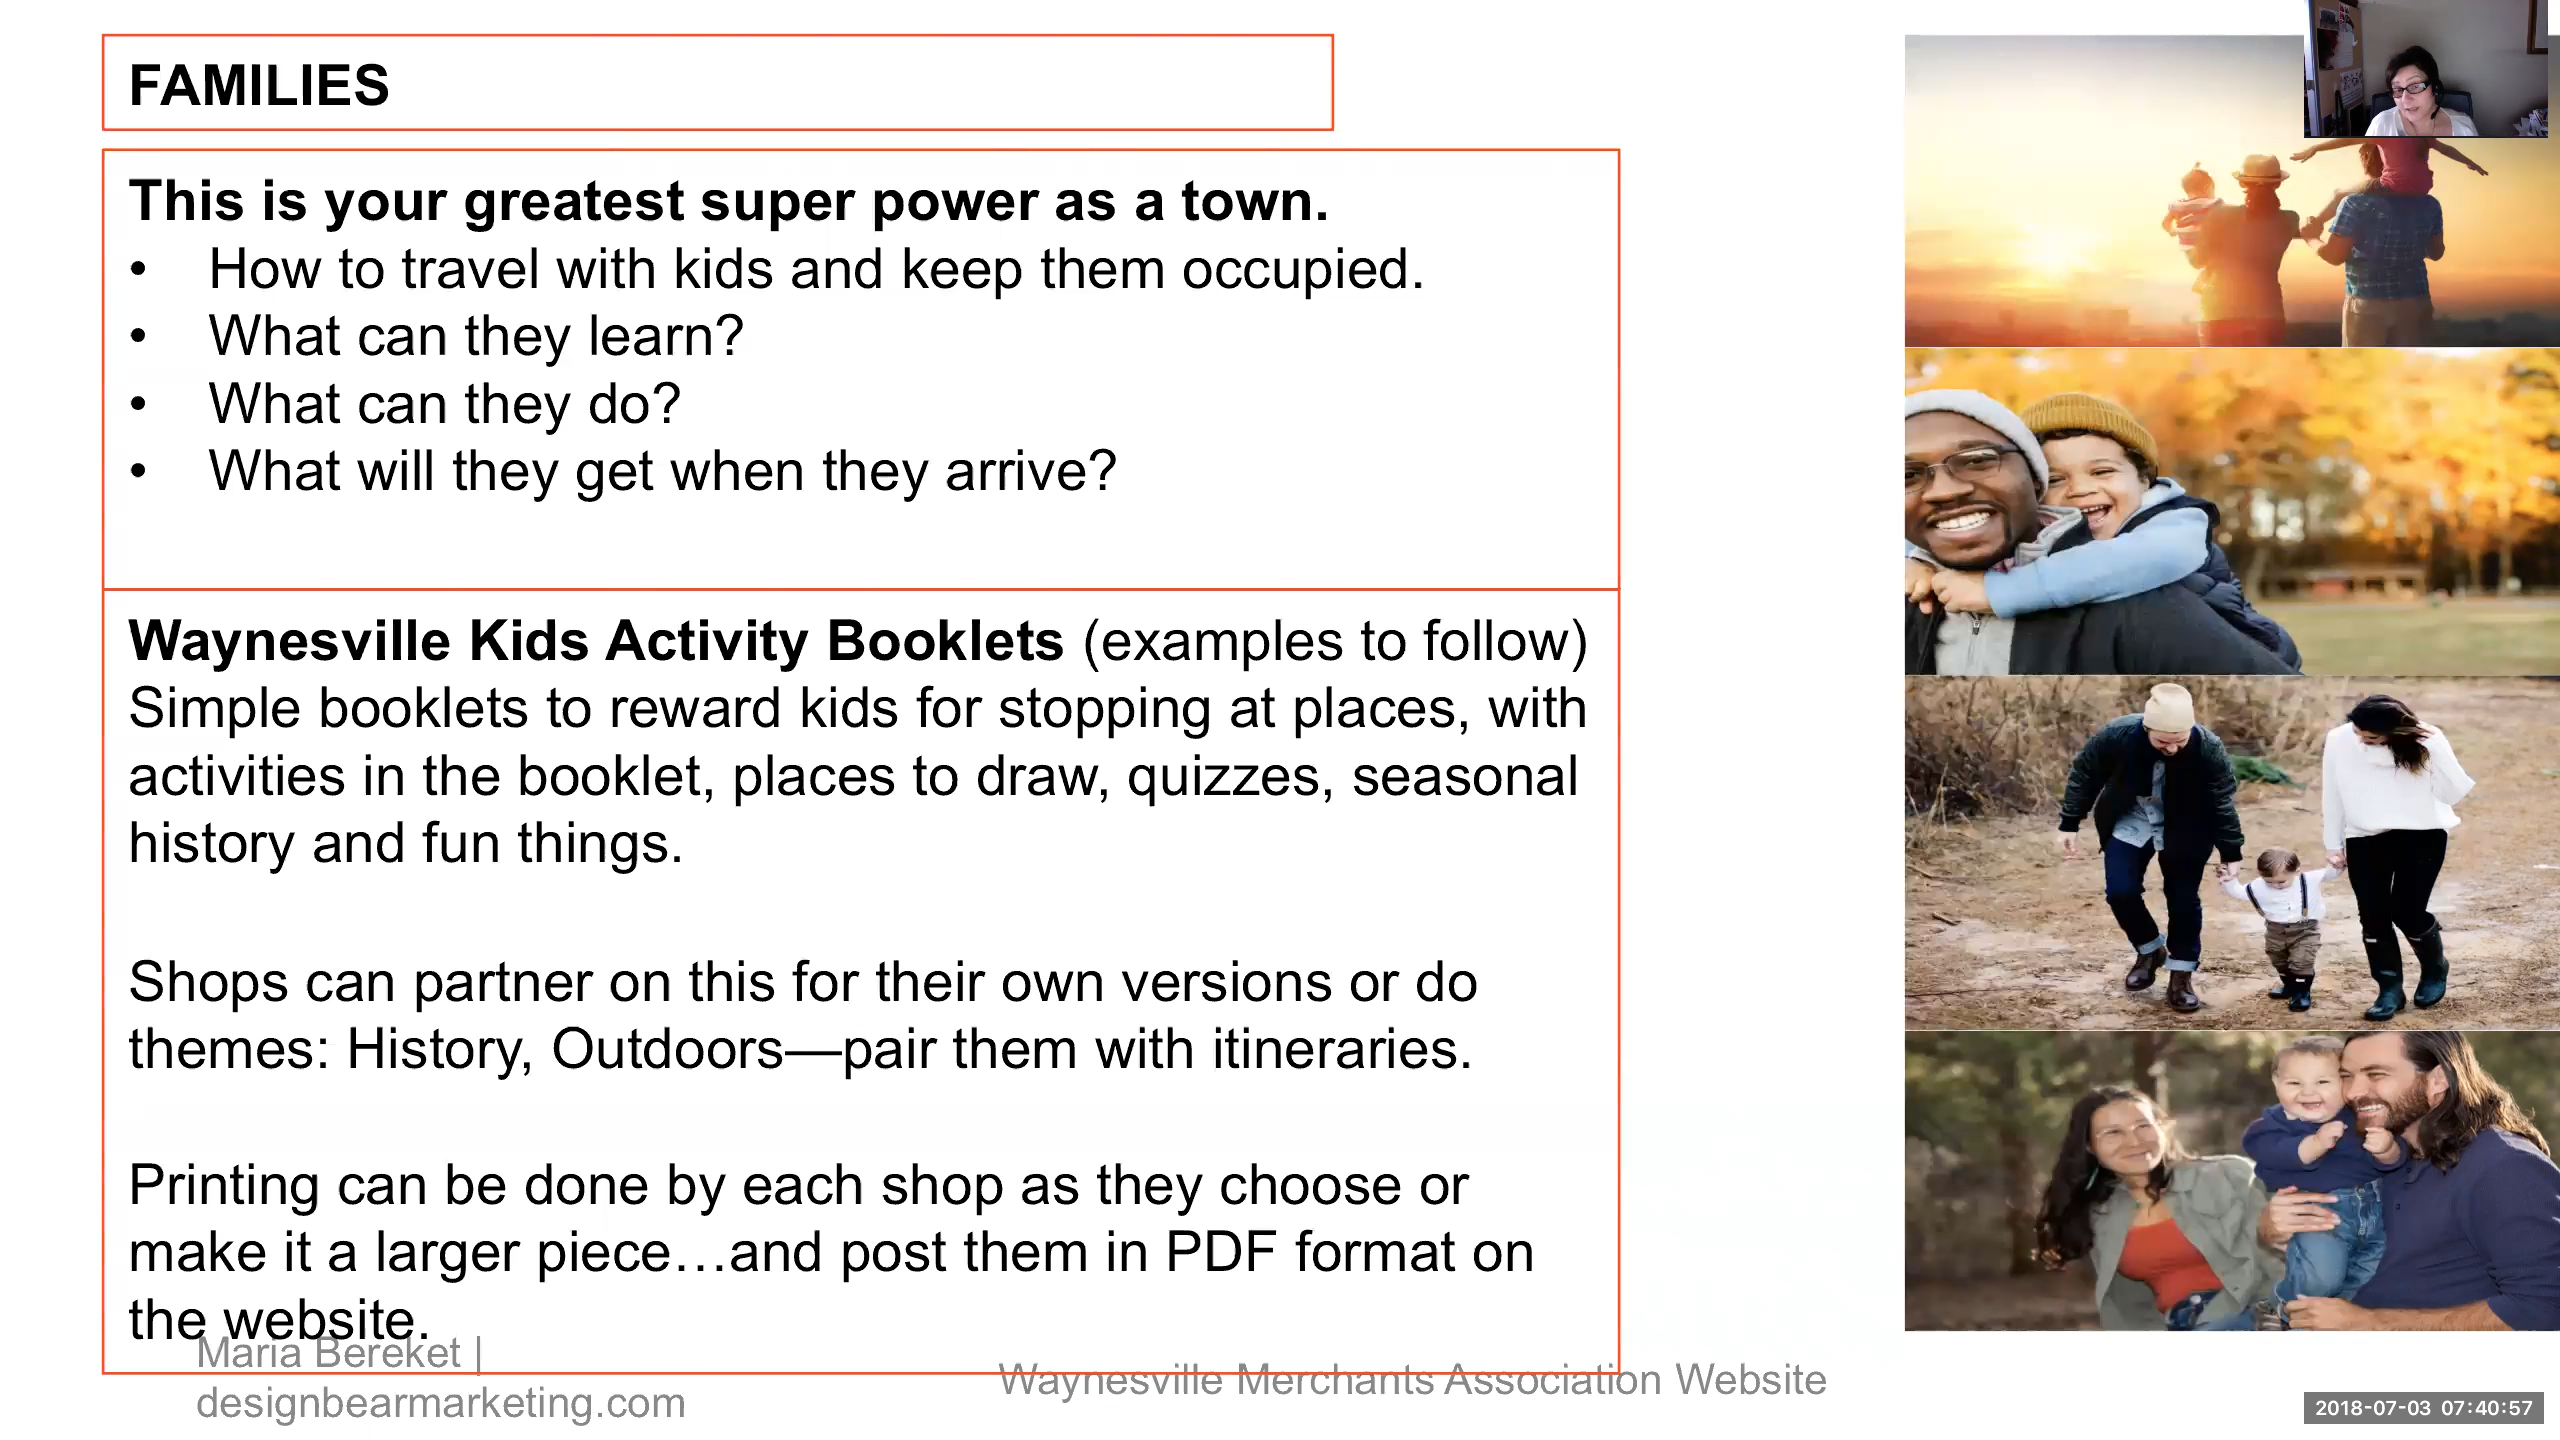 FAMILIES
This is your greatest super power as a town.
• How to travel with kids and keep them occupied.
• What can they learn?
• What can they do?
• What will they get when they arrive?
Waynesville Kids Activity Booklets (examples to follow)
Simple booklets to reward kids for stopping at places, with
activities in the booklet, places to draw, quizzes, seasonal
history and fun things.
Shops can partner on this for their own versions or do
themes: History, Outdoors—pair them with itineraries.
Printing can be done by each shop as they choose or
make it a larger piece…and post them in PDF format on
the website.
Maria Bereket |
designbearmarketing.com
Waynesville Merchants Association Website
2018-07-03 07:40:57